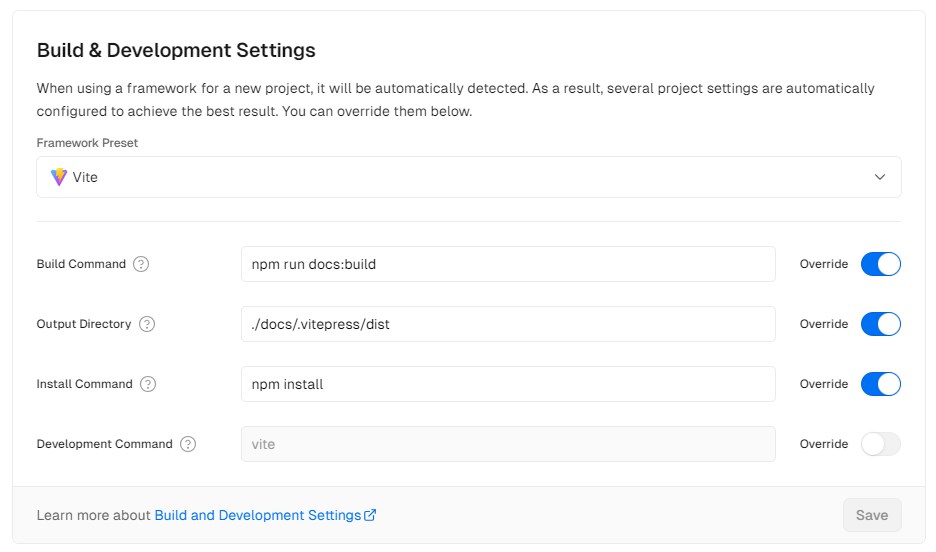 Build & Development Settings
When using a framework for a new project, it will be automatically detected. As a result, several project settings are automatically
configured to achieve the best result. You can override them below.
Framework Preset
Vite
Build Command ?
npm run docs:build
Override
Output Directory ?
./docs/.vitepress/dist
Override
Install Command ?
npm install
Override
Development Command ?
vite
Override
Learn more about Build and Development Settings
Save